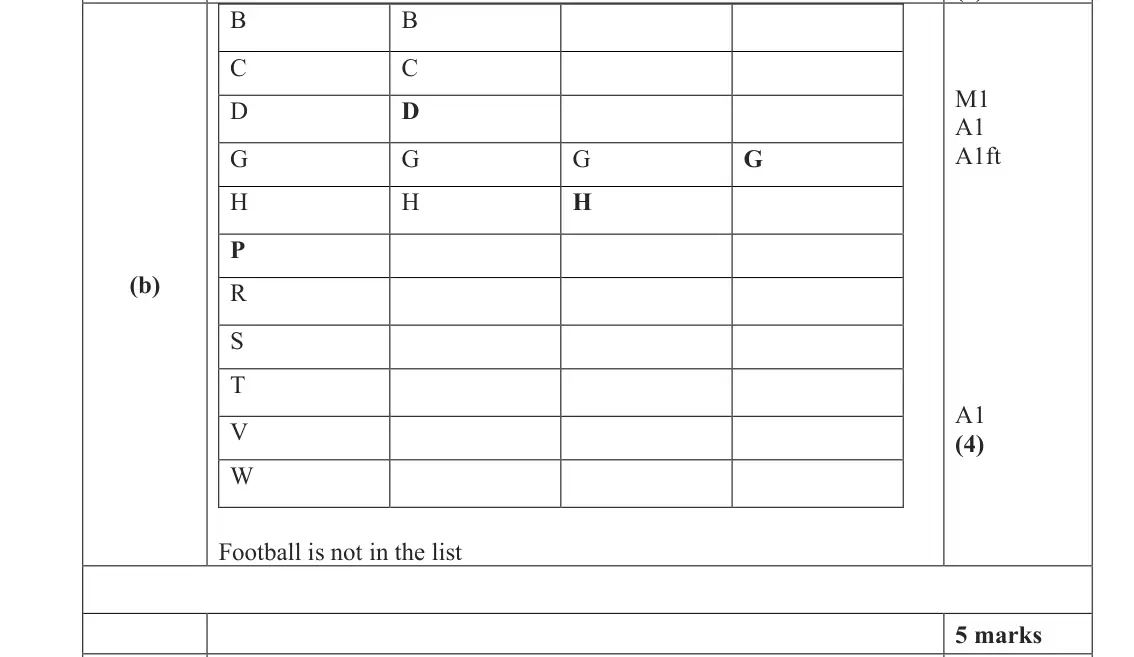 B B
C C
D D
G G G G
H H H
P
R
S
T
V
W
Football is not in the list
(b)
M1
A1
A1ft
A1
(4)
5 marks